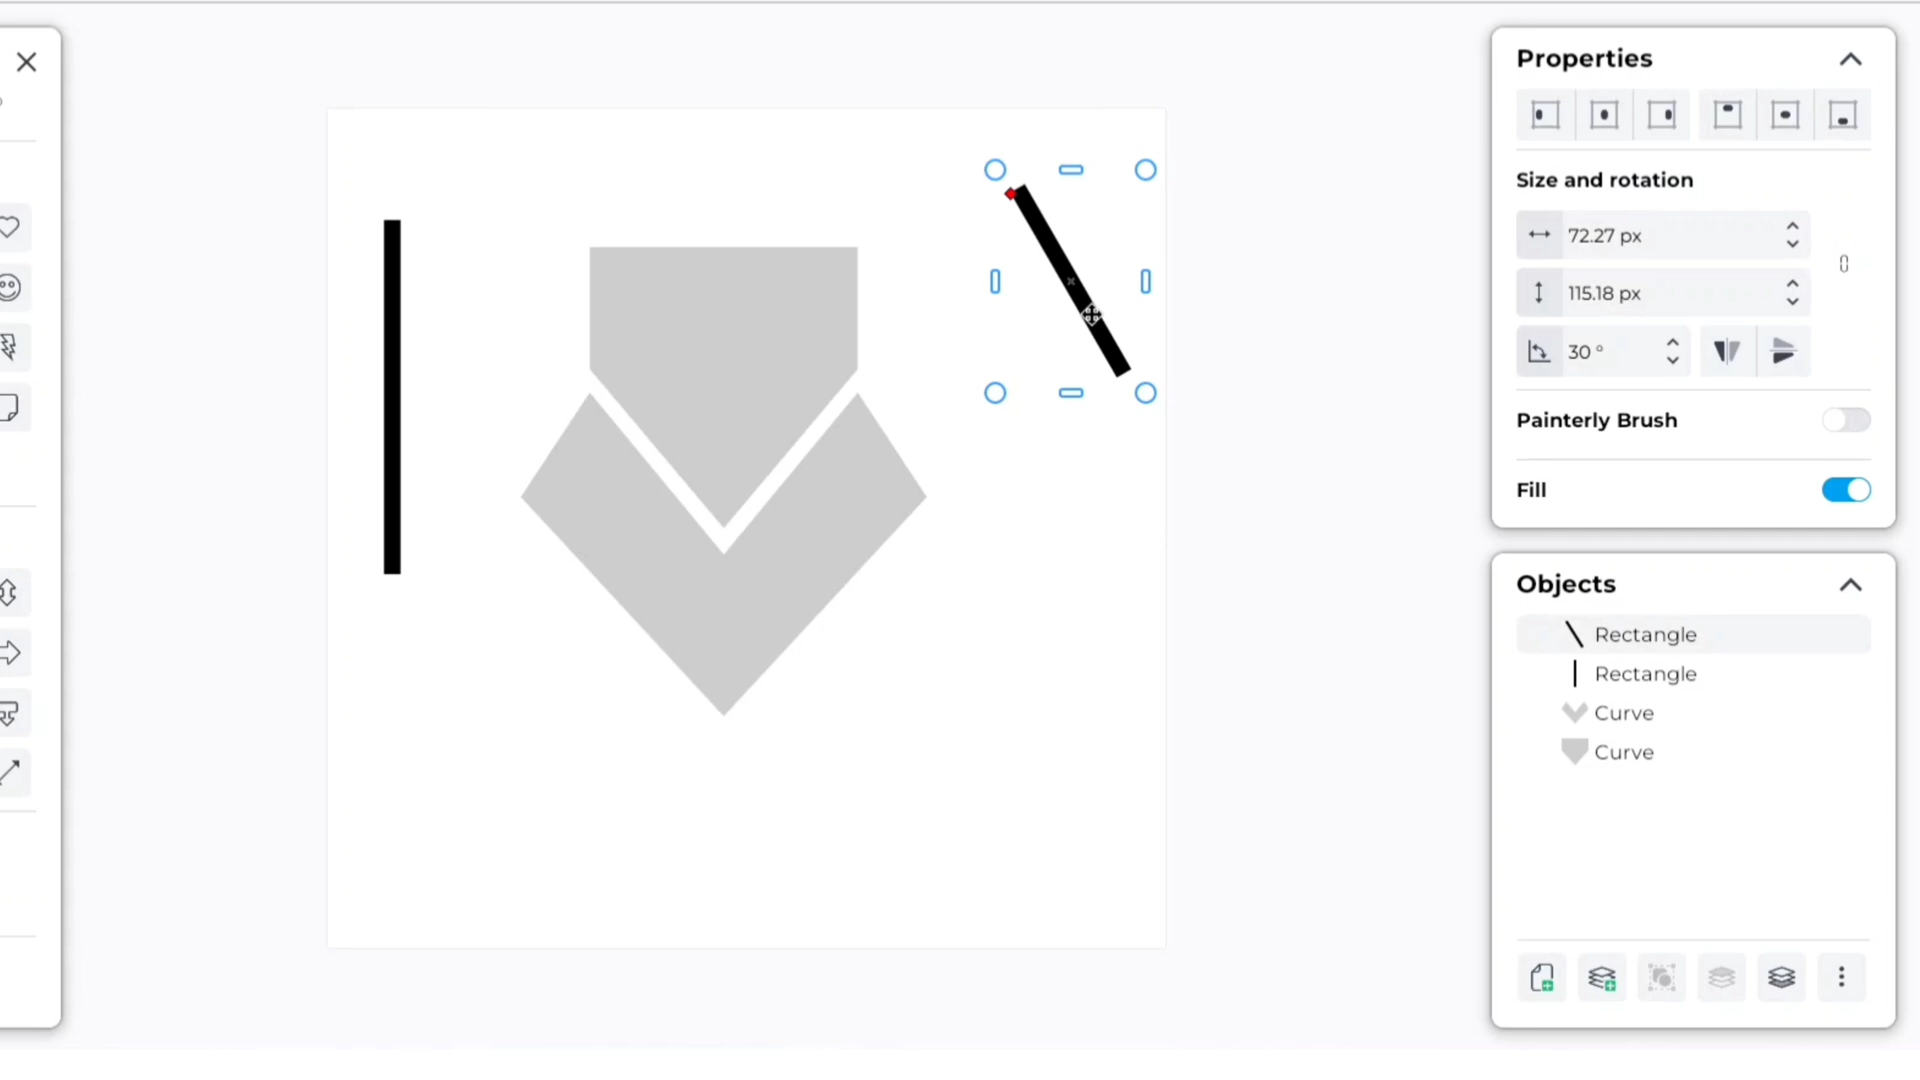 Properties
Size and rotation
72.27 px
115.18 px
30 °
Painterly Brush
Fill
Objects
Rectangle
Rectangle
Curve
Curve